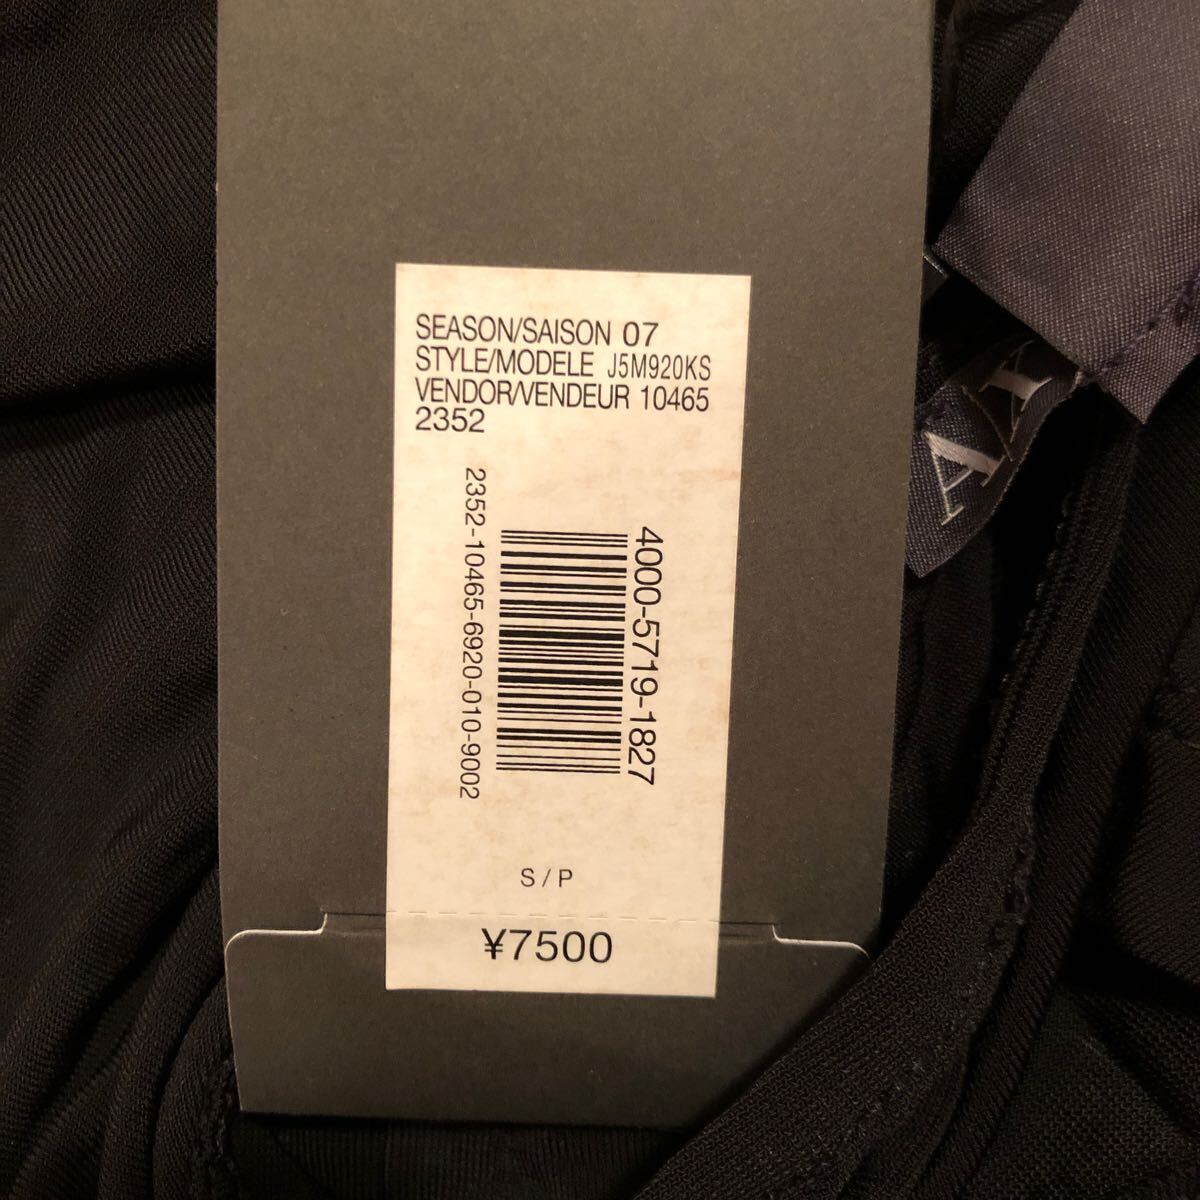 SEASON/SAISON 07
STYLE/MODELE J5M920KS
VENDOR/VENDEUR 10465
2352
4000-5719-1827
2352-10465-6920-010-9002
S / P
¥7500